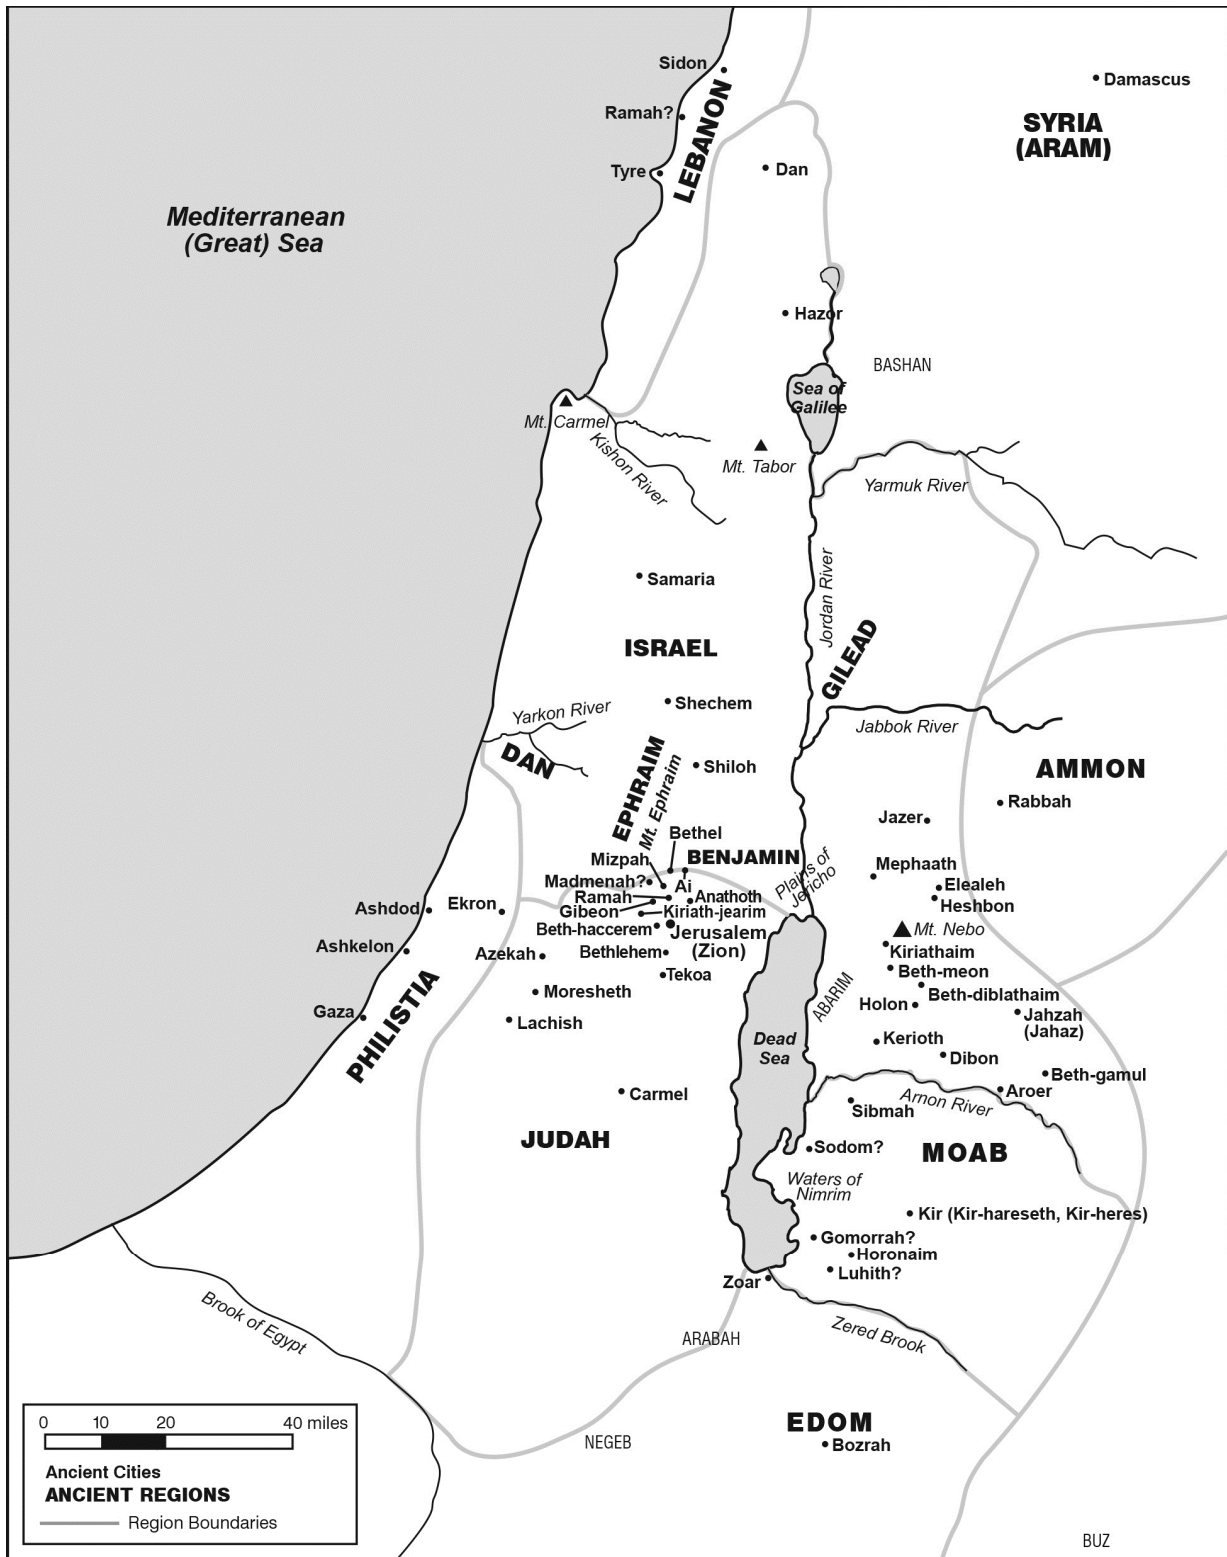 Sidon
Damascus
Ramah?
LEBANON
SYRIA
(ARAM)
Tyre
Dan
Mediterranean
(Great) Sea
Hazor
BASHAN
Sea of
Galilee
Mt. Carmel
Kishon River
Mt. Tabor
Yarmuk River
Jordan River
Samaria
ISRAEL
GILEAD
Shechem
Yarkon River
Jabbok River
DAN
EPHRAIM
Mt. Ephraim
Shiloh
AMMON
Rabbah
Jazer
Bethel
Mizpah
BENJAMIN
Plains of
Jericho
Mephaath
Madmenah?
Ai
Elealeh
Ramah
Anathoth
Heshbon
Ashdod
Ekron
Gibeon
Kiriath-jearim
Beth-haccerem
Jerusalem
(Zion)
Mt. Nebo
Ashkelon
Azekah
Bethlehem
Kiriathaim
Tekoa
Beth-meon
Moresheth
ABARIM
Beth-diblathaim
Holon
Gaza
PHILISTIA
Lachish
Jahzah
(Jahaz)
Dead
Sea
Kerioth
Dibon
Beth-gamul
Carmel
Arnon River
Aroer
Sibmah
JUDAH
Sodom?
MOAB
Waters of
Nimrim
Kir (Kir-hareseth, Kir-heres)
Gomorrah?
Horonaim
Luhith?
Zoar
Brook of Egypt
ARABAH
Zered Brook
EDOM
NEGEB
Bozrah
BUZ
0 10 20 40 miles
Ancient Cities
ANCIENT REGIONS
Region Boundaries